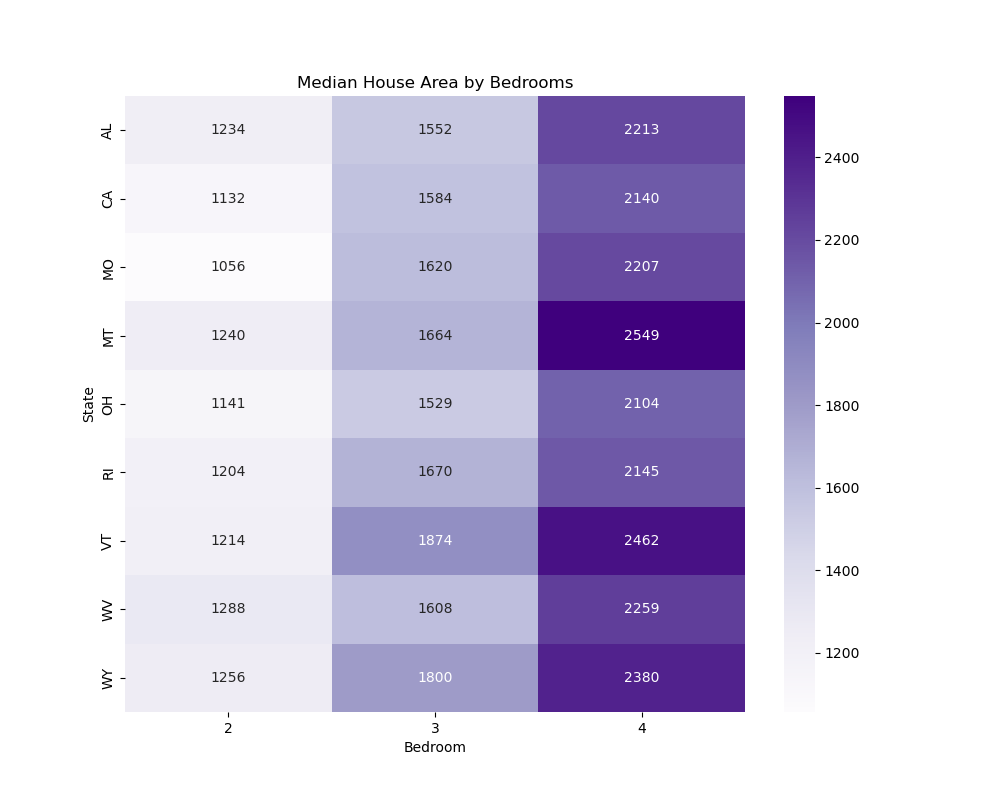 Median House Area by Bedrooms
State
AL 1234 1552 2213
CA 1132 1584 2140
MO 1056 1620 2207
MT 1240 1664 2549
OH 1141 1529 2104
RI 1204 1670 2145
VT 1214 1874 2462
WV 1288 1608 2259
WY 1256 1800 2380
2 3 4
Bedroom
2400
2200
2000
1800
1600
1400
1200